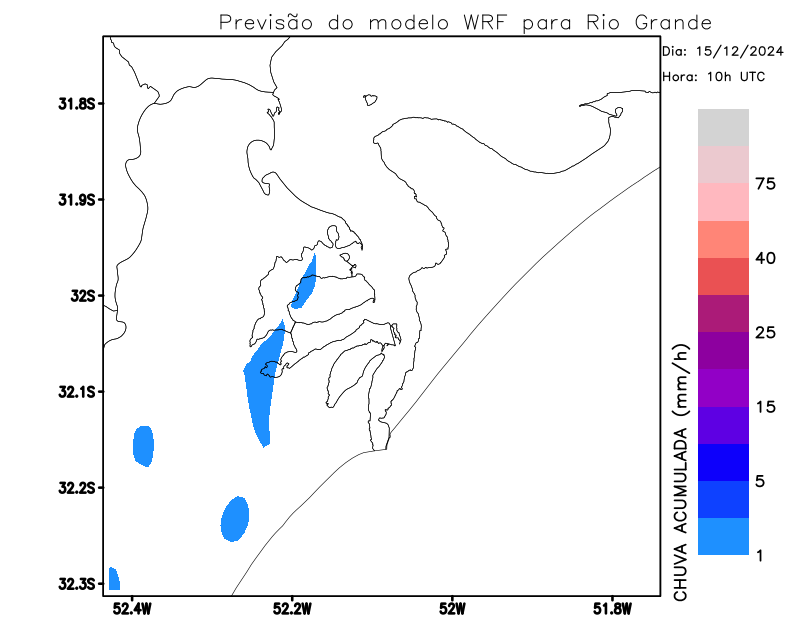 Previsão do modelo WRF para Rio Grande
Dia: 15/12/2024
Hora: 10h UTC
31.8S
31.9S
32S
32.1S
32.2S
32.3S
52.4W
52.2W
52W
51.8W
CHUVA ACUMULADA (mm/h)
75
40
25
15
5
1